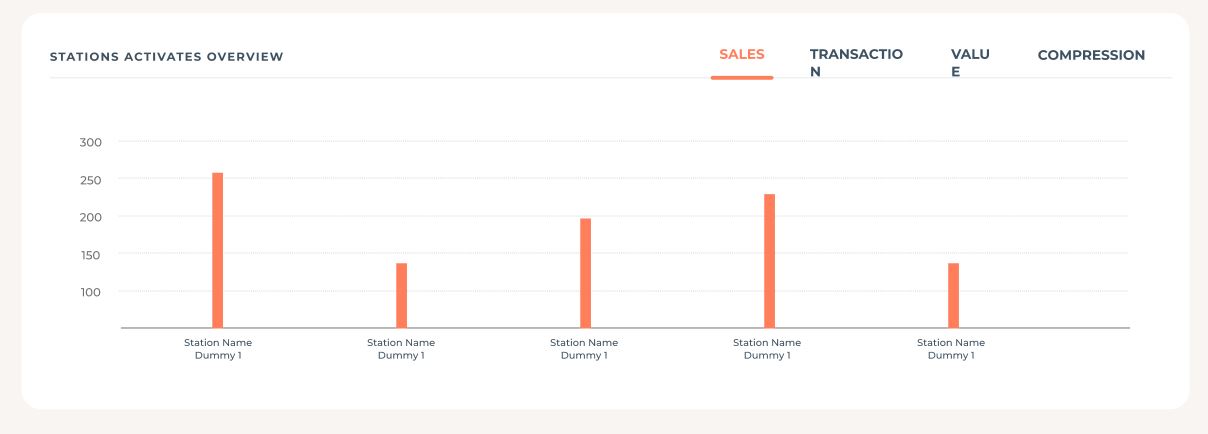 STATIONS ACTIVATES OVERVIEW
SALES
TRANSACTIO
N
VALU
E
COMPRESSION
300
250
200
150
100
Station Name
Dummy 1
Station Name
Dummy 1
Station Name
Dummy 1
Station Name
Dummy 1
Station Name
Dummy 1